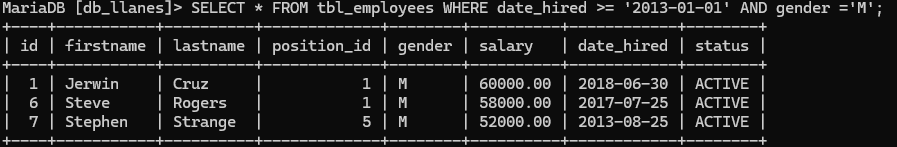 MariaDB [db_llanes]> SELECT * FROM tbl_employees WHERE date_hired >= '2013-01-01' AND gender ='M';
+----+-----------+----------+-------------+--------+----------+------------+--------+
| id | firstname | lastname | position_id | gender | salary   | date_hired | status |
+----+-----------+----------+-------------+--------+----------+------------+--------+
|  1 | Jerwin    | Cruz     |           1 | M      | 60000.00 | 2018-06-30 | ACTIVE |
|  6 | Steve     | Rogers   |           1 | M      | 58000.00 | 2017-07-25 | ACTIVE |
|  7 | Stephen   | Strange  |           5 | M      | 52000.00 | 2013-08-25 | ACTIVE |
+----+-----------+----------+-------------+--------+----------+------------+--------+